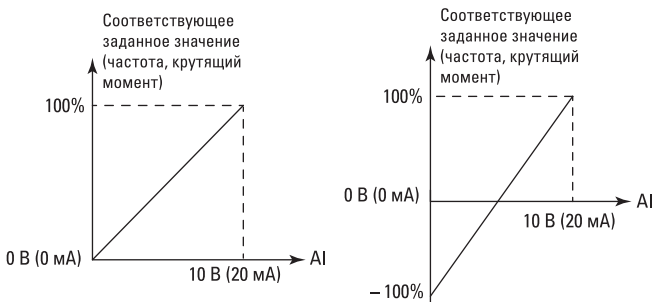 Соответствующее
заданное значение
(частота, крутящий
момент)
100%
0 В (0 мА)
10 В (20 мА)
AI
Соответствующее
заданное значение
(частота, крутящий
момент)
100%
0 В (0 мА)
10 В (20 мА)
AI
– 100%